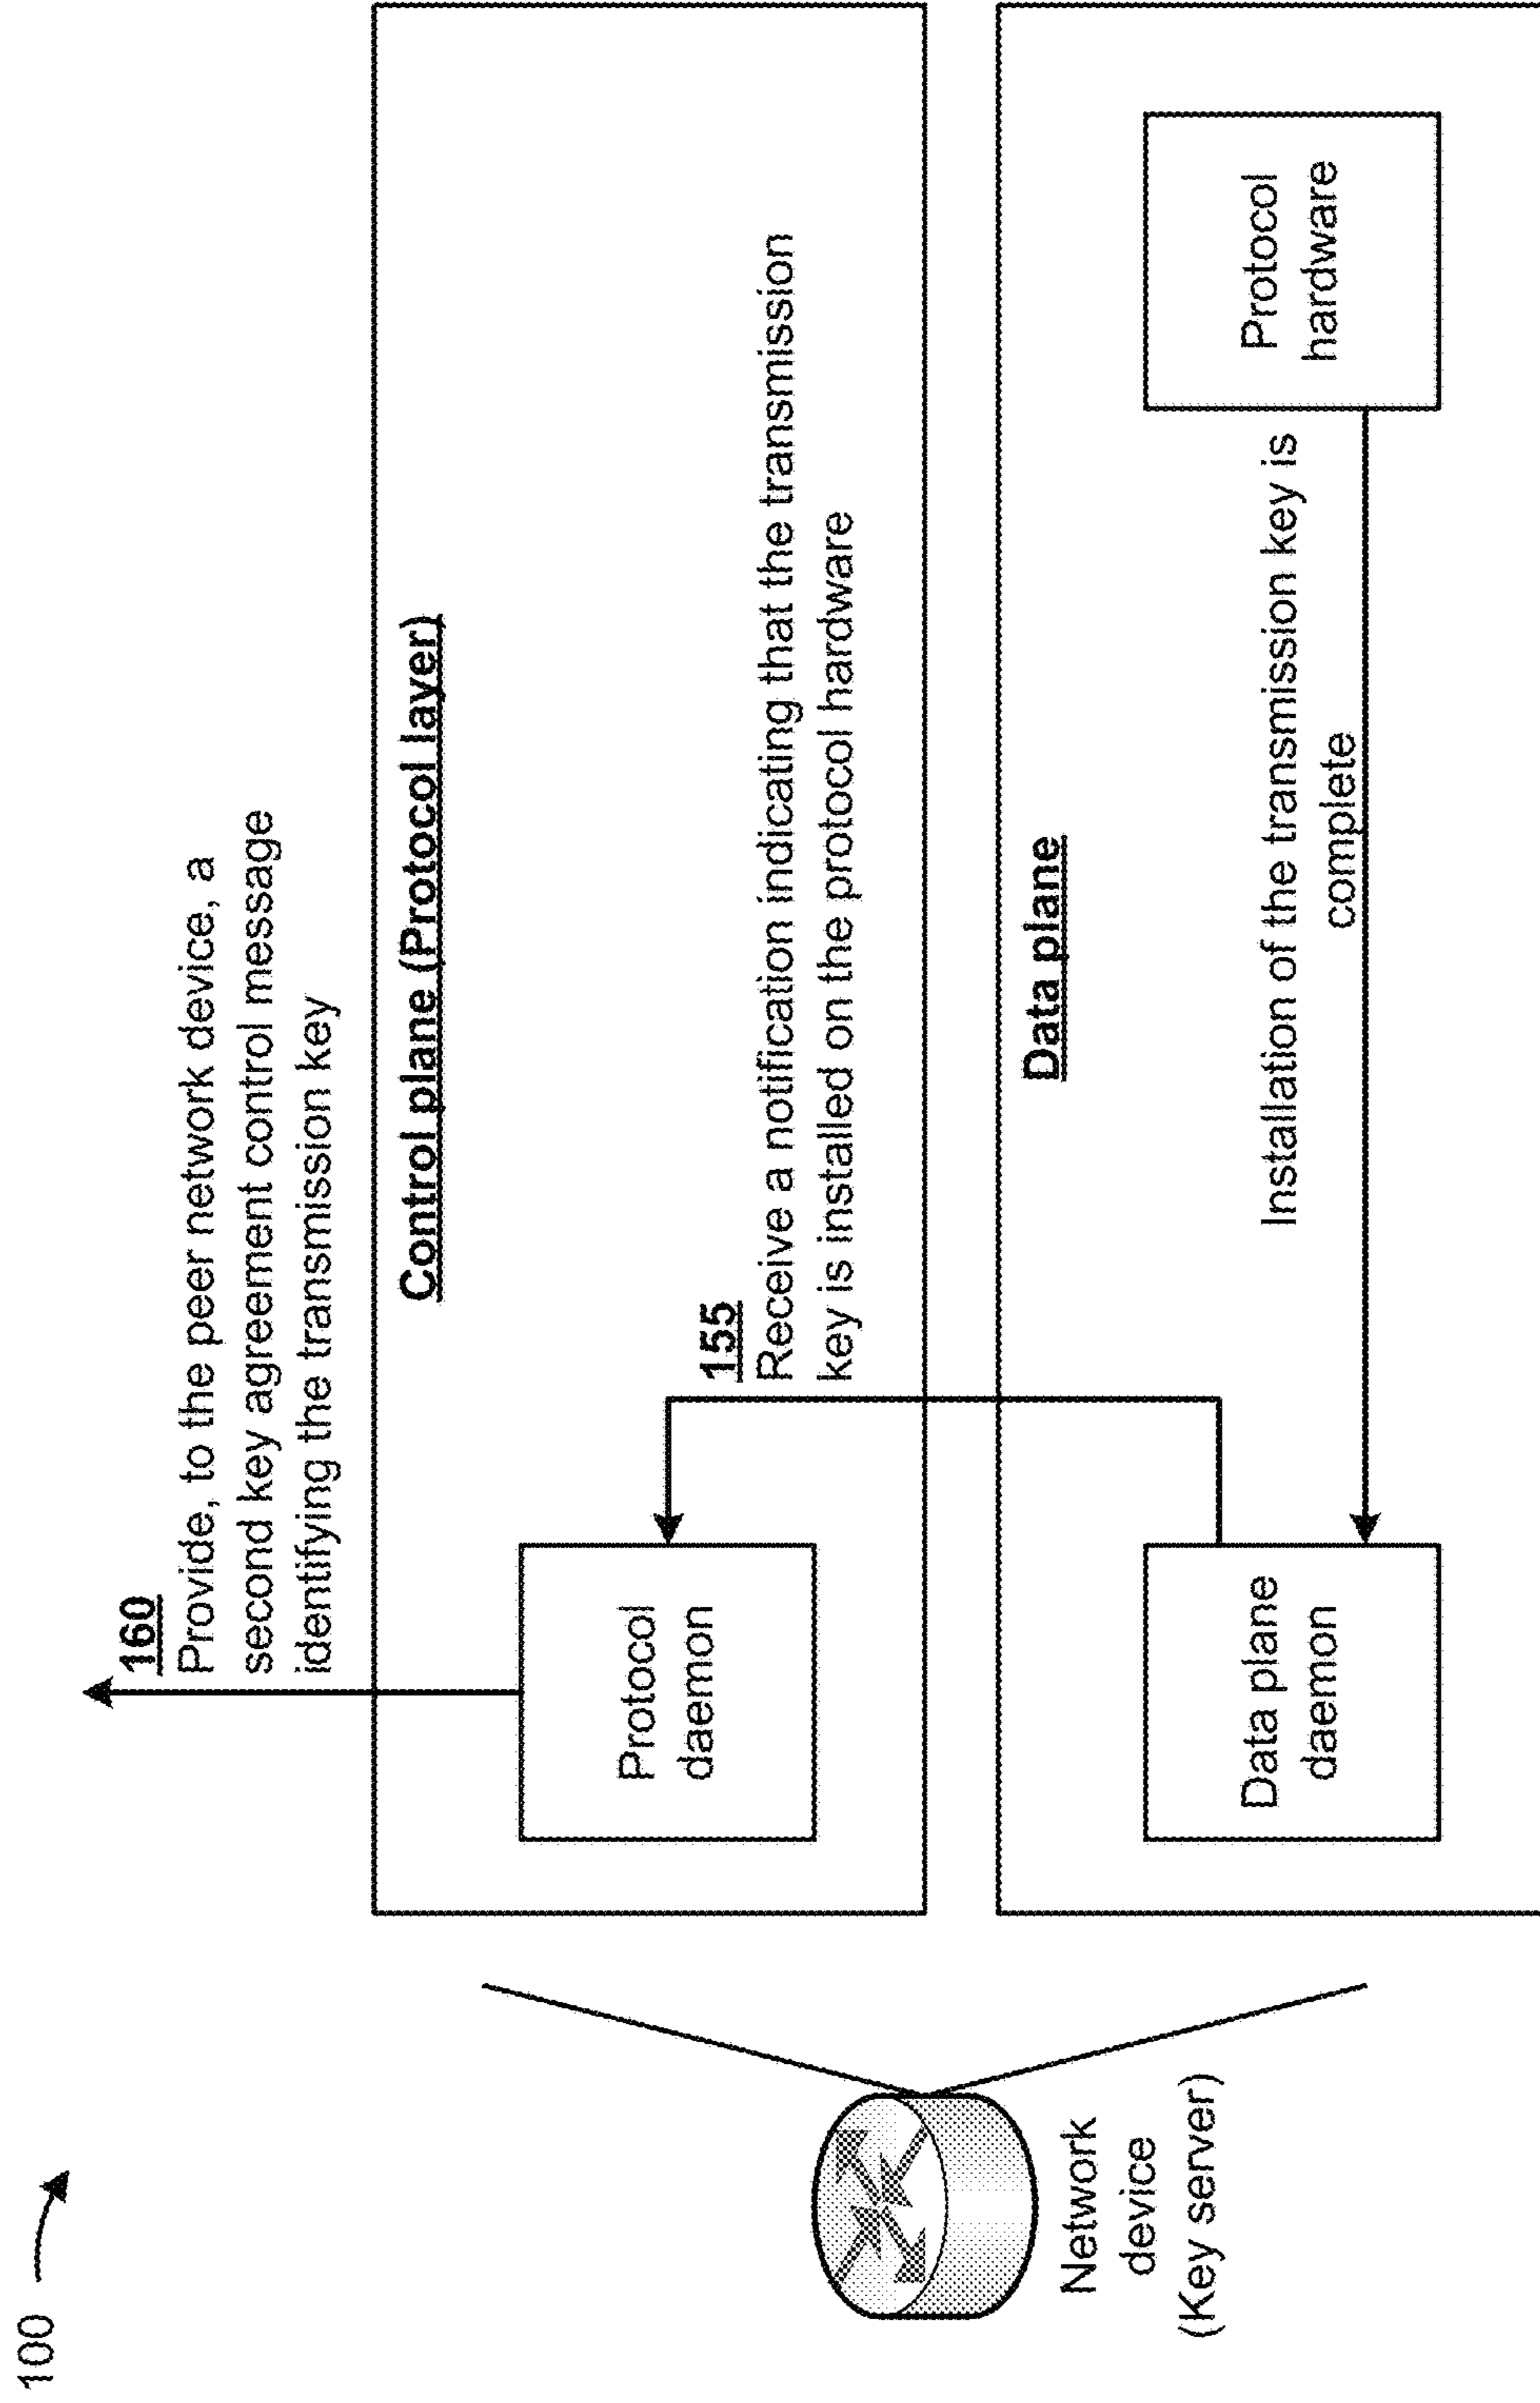 100
160
Provide, to the peer network device, a
second key agreement control message
identifying the transmission key
Control plane (Protocol layer)
Protocol
daemon
155
Receive a notification indicating that the transmission
key is installed on the protocol hardware
Network
device
(Key server)
Data plane
Data plane
daemon
Installation of the transmission key is
complete
Protocol
hardware